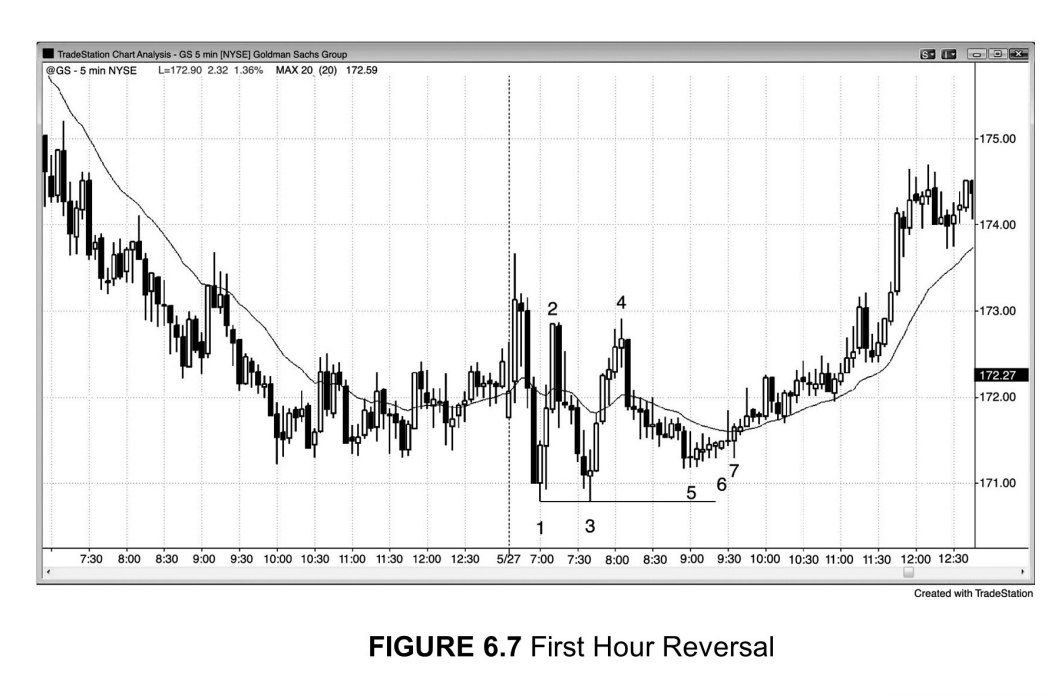 TradeStation Chart Analysis - GS 5 min [NYSE] Goldman Sachs Group
@GS - 5 min NYSE L=172.90 2.32 1.36% MAX 20 (20) 172.59
175.00
174.00
173.00
172.27
172.00
171.00
2
4
5
6
7
1
3
7:30 8:00 8:30 9:00 9:30 10:00 10:30 11:00 11:30 12:00 12:30 5/27 7:00 7:30 8:00 8:30 9:00 9:30 10:00 10:30 11:00 11:30 12:00 12:30
Created with TradeStation
FIGURE 6.7 First Hour Reversal